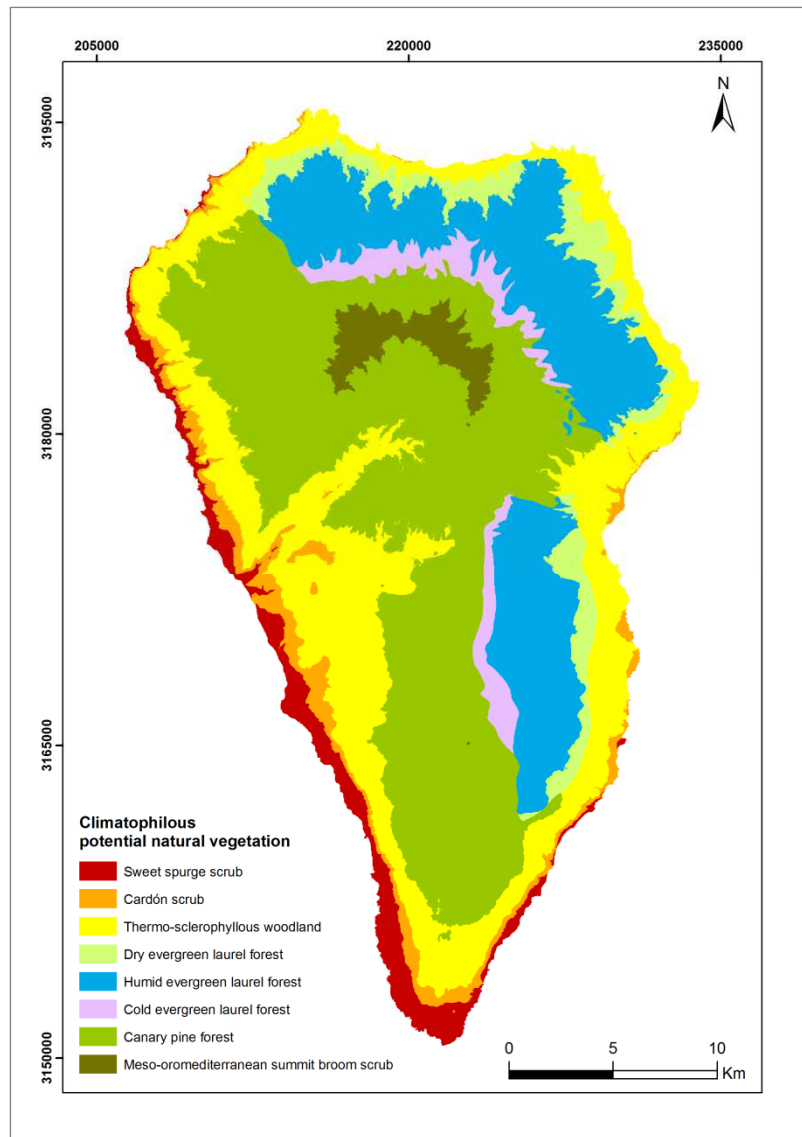 205000 220000 235000
N
3195000
3180000
3165000
3150000
Climatophilous
potential natural vegetation
Sweet spurge scrub
Cardón scrub
Thermo-sclerophyllous woodland
Dry evergreen laurel forest
Humid evergreen laurel forest
Cold evergreen laurel forest
Canary pine forest
Meso-oromediterranean summit broom scrub
0 5 10
Km